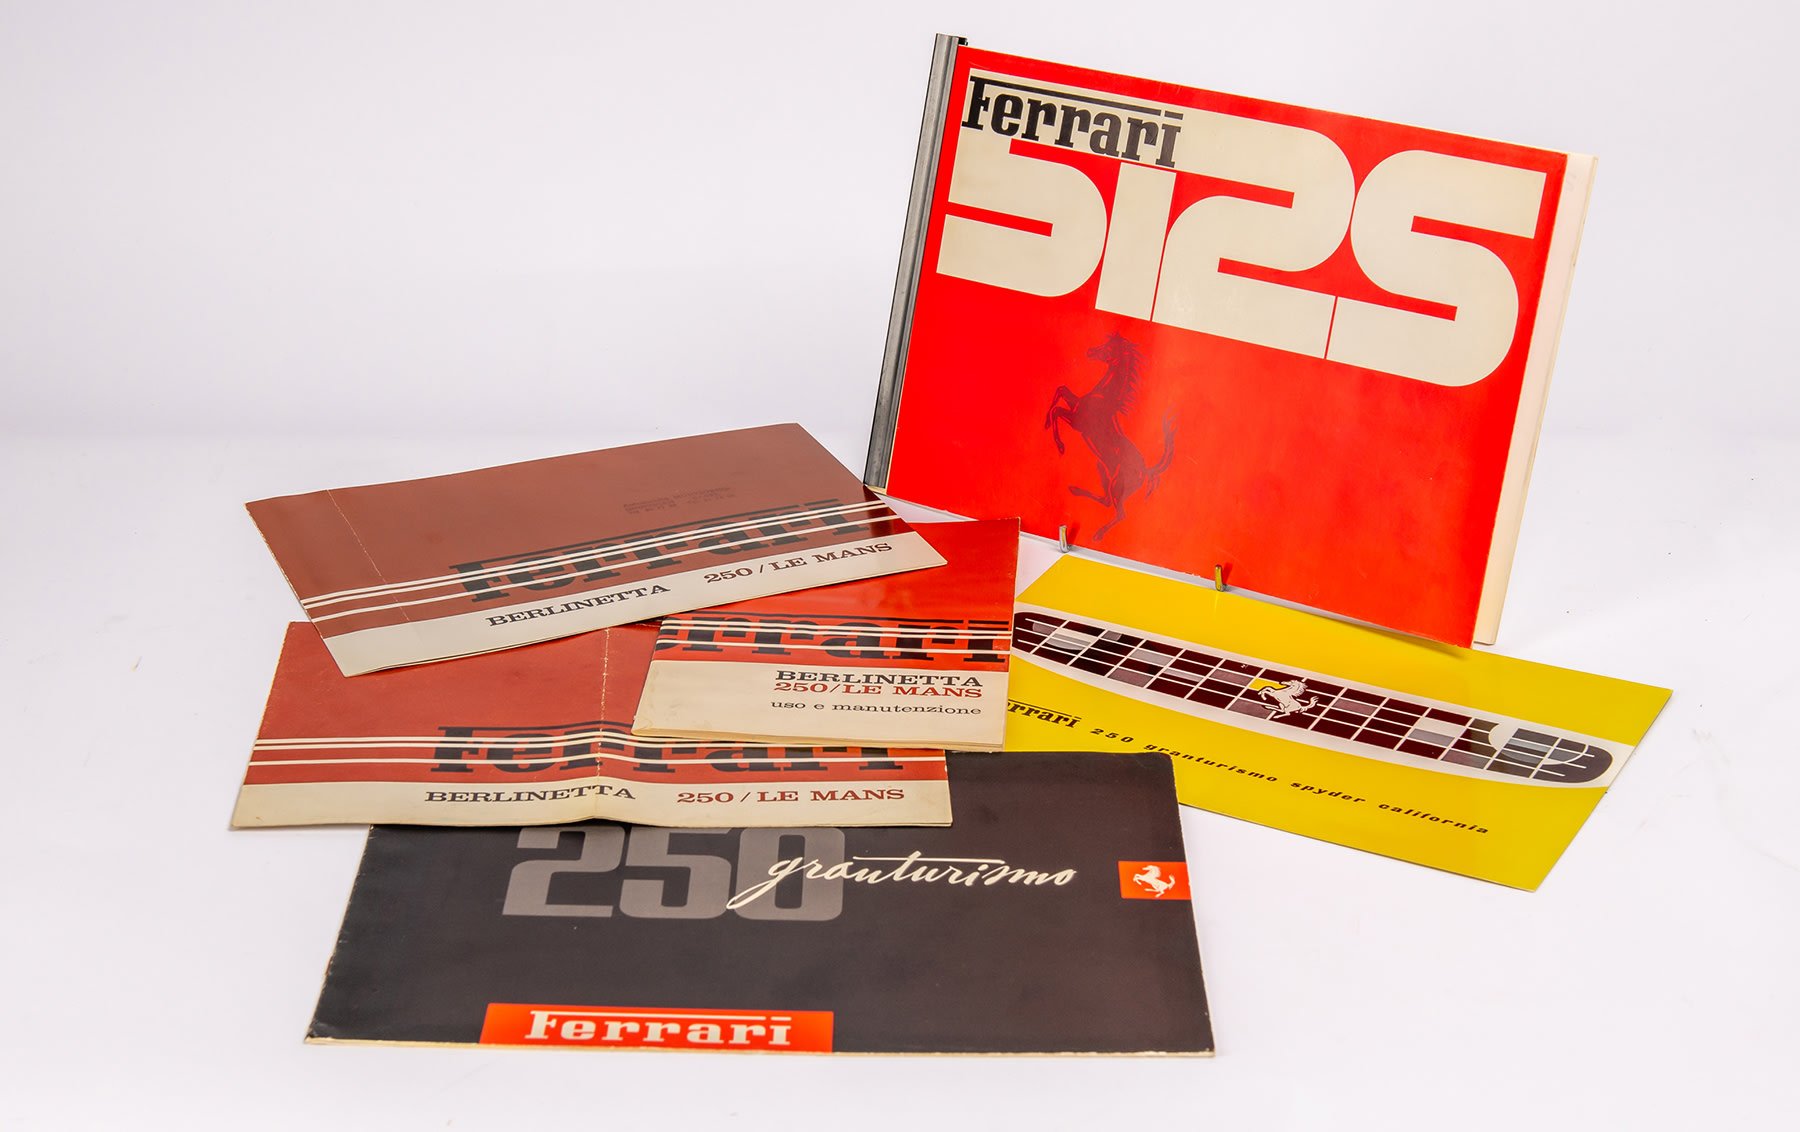 Ferrari
512S
Ferrari
BERLINETTA 250/LE MANS
Ferrari
BERLINETTA
250/LE MANS
uso e manutenzione
Ferrari 250 granturismo spyder california
Ferrari
BERLINETTA 250/LE MANS
250 granturismo
Ferrari